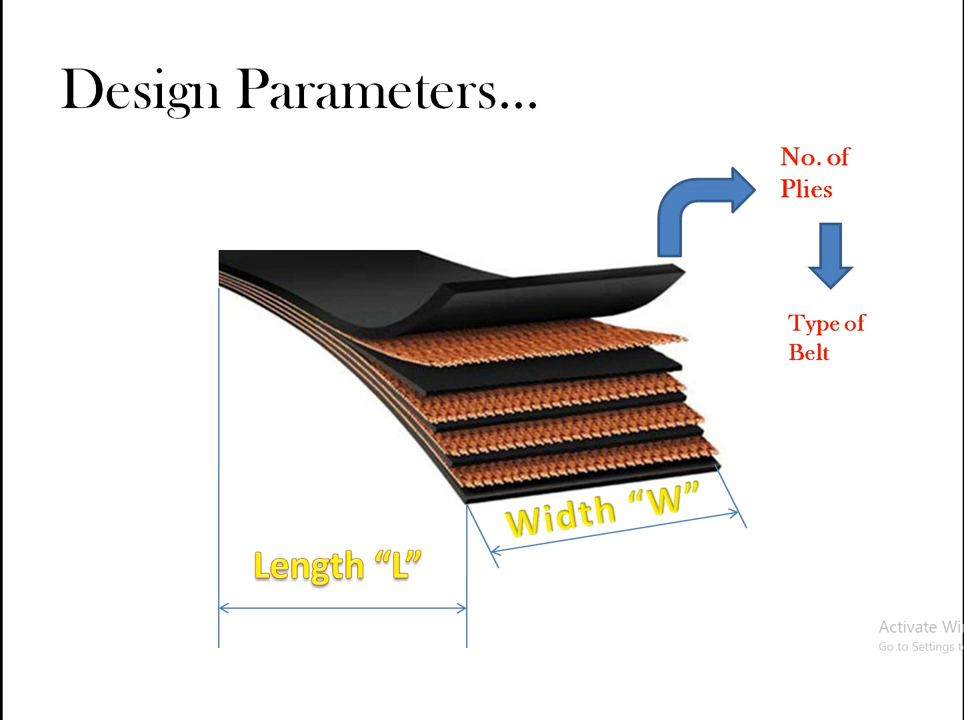 Design Parameters...
No. of
Plies
Type of
Belt
Width “W”
Length “L”
Activate Wi
Go to Settings t